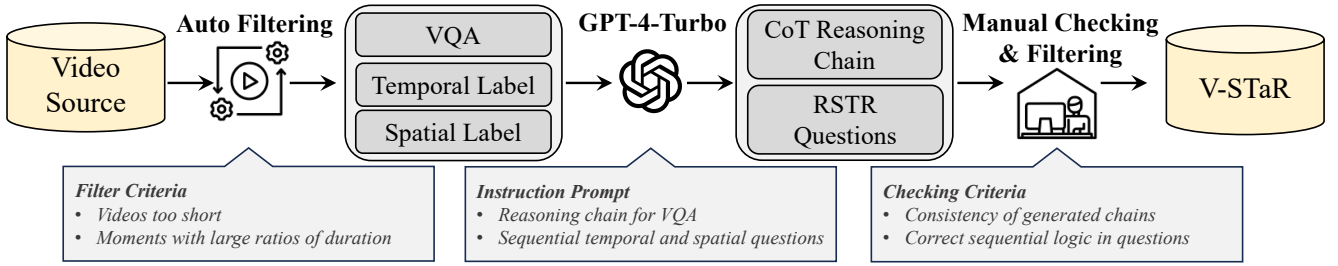 Video
Source
Auto Filtering
VQA
Temporal Label
Spatial Label
GPT-4-Turbo
CoT Reasoning
Chain
RSTR
Questions
Manual Checking
& Filtering
V-STaR
Filter Criteria
• Videos too short
• Moments with large ratios of duration
Instruction Prompt
• Reasoning chain for VQA
• Sequential temporal and spatial questions
Checking Criteria
• Consistency of generated chains
• Correct sequential logic in questions